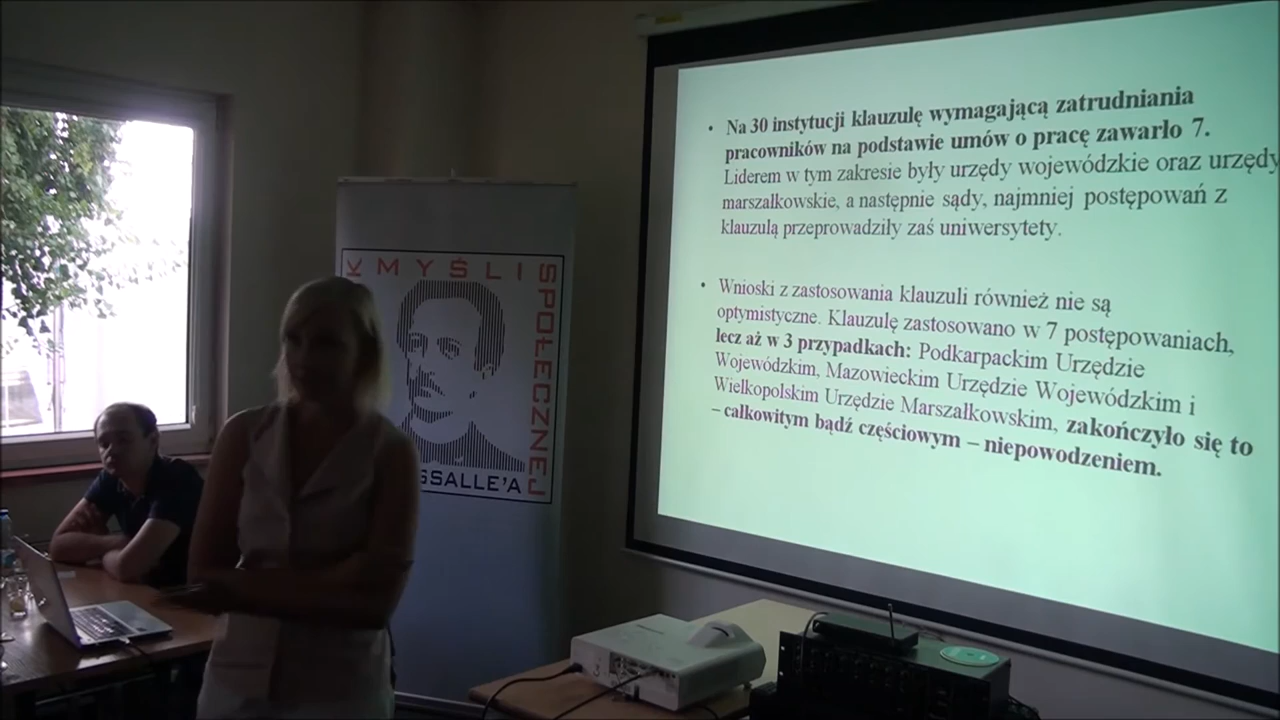 K MYŚLI
SPOŁECZNEJ
SSALLE'A
• Na 30 instytucji klauzulę wymagającą zatrudniania
pracowników na podstawie umów o pracę zawarło 7.
Liderem w tym zakresie były urzędy wojewódzkie oraz urzędy
marszałkowskie, a następnie sądy, najmniej postępowań z
klauzulą przeprowadziły zaś uniwersytety.
• Wnioski z zastosowania klauzuli również nie są
optymistyczne. Klauzulę zastosowano w 7 postępowaniach,
lecz aż w 3 przypadkach: Podkarpackim Urzędzie
Wojewódzkim, Mazowieckim Urzędzie Wojewódzkim i
Wielkopolskim Urzędzie Marszałkowskim, zakończyło się to
– całkowitym bądź częściowym – niepowodzeniem.